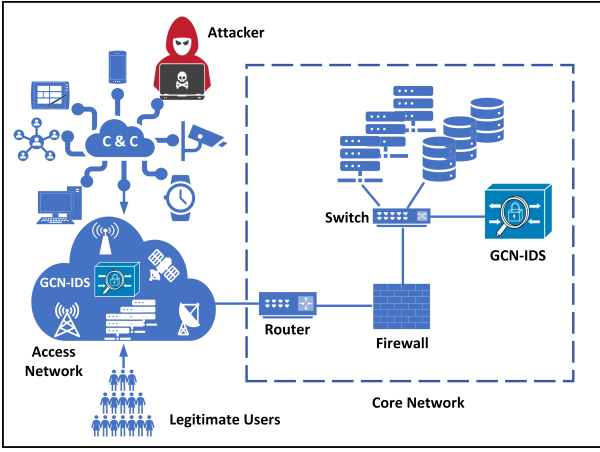 Attacker
C & C
Switch
GCN-IDS
GCN-IDS
Router
Firewall
Access
Network
Core Network
Legitimate Users